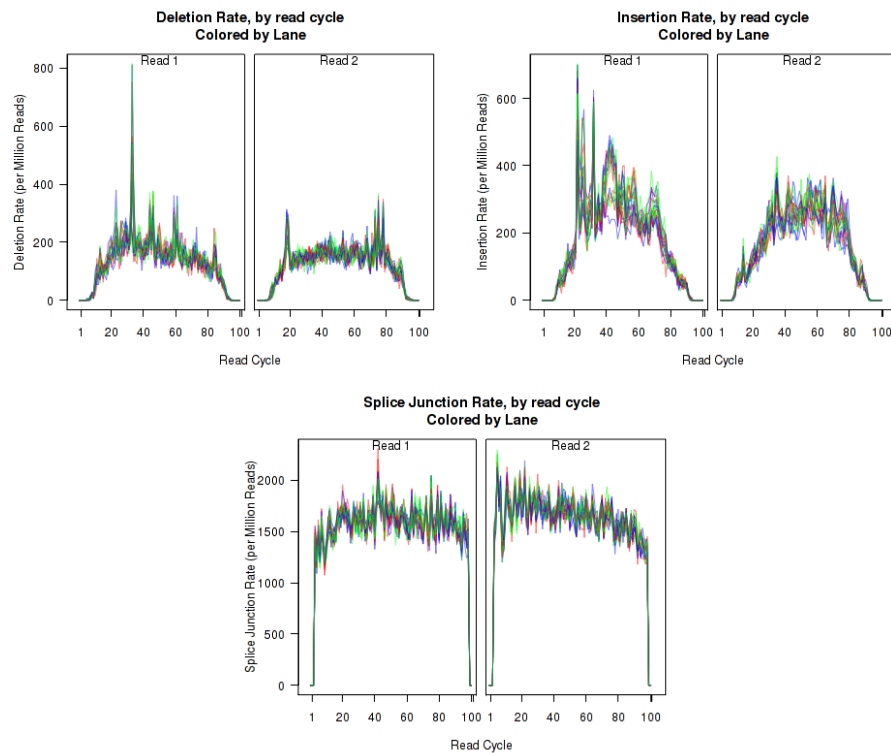 Deletion Rate, by read cycle
Colored by Lane
Read 1
Read 2
Deletion Rate (per Million Reads)
800
600
400
200
0
1 20 40 60 80 100
1 20 40 60 80 100
Read Cycle
Insertion Rate, by read cycle
Colored by Lane
Read 1
Read 2
Insertion Rate (per Million Reads)
600
400
200
0
1 20 40 60 80 100
1 20 40 60 80 100
Read Cycle
Splice Junction Rate, by read cycle
Colored by Lane
Read 1
Read 2
Splice Junction Rate (per Million Reads)
2000
1500
1000
500
0
1 20 40 60 80 100
1 20 40 60 80 100
Read Cycle